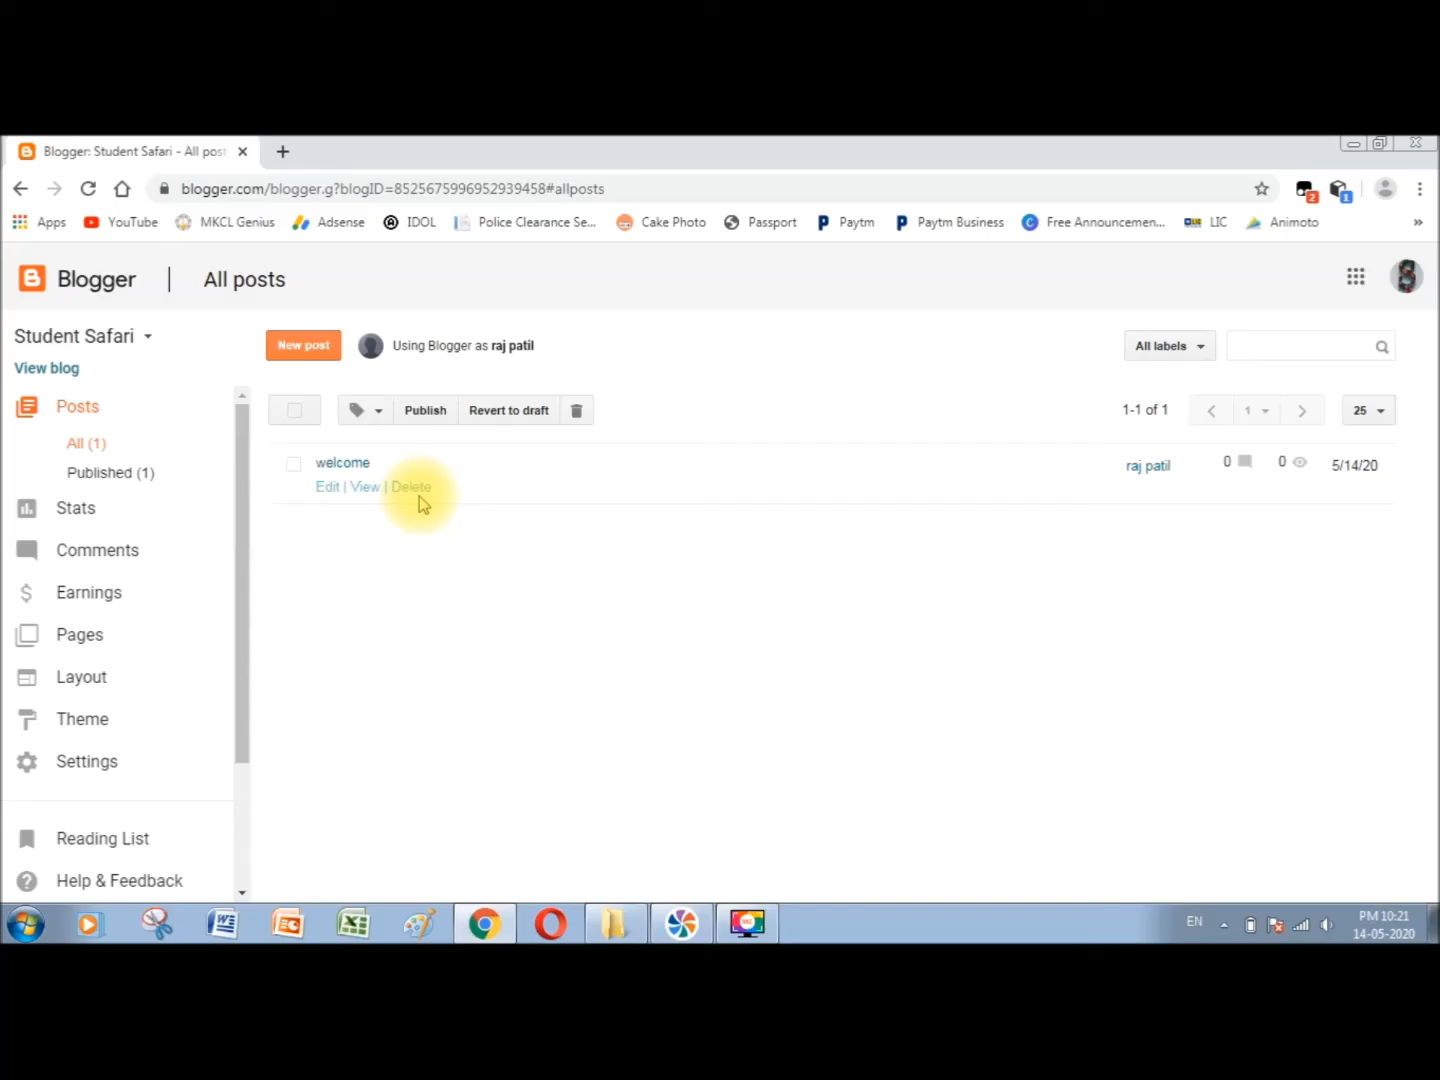 Blogger: Student Safari - All post
blogger.com/blogger.g?blogID=8525675996952939458#allposts
2
1
Apps YouTube MKCL Genius Adsense IDOL Police Clearance Se... Cake Photo Passport Paytm Paytm Business Free Announcemen... LIC Animoto »
Blogger | All posts
Student Safari
View blog
New post
Using Blogger as raj patil
All labels
Publish
Revert to draft
1-1 of 1
1
25
Posts
All (1)
Published (1)
Stats
Comments
Earnings
Pages
Layout
Theme
Settings
Reading List
Help & Feedback
welcome
Edit | View | Delete
raj patil
0
0
5/14/20
EN
PM 10:21
14-05-2020